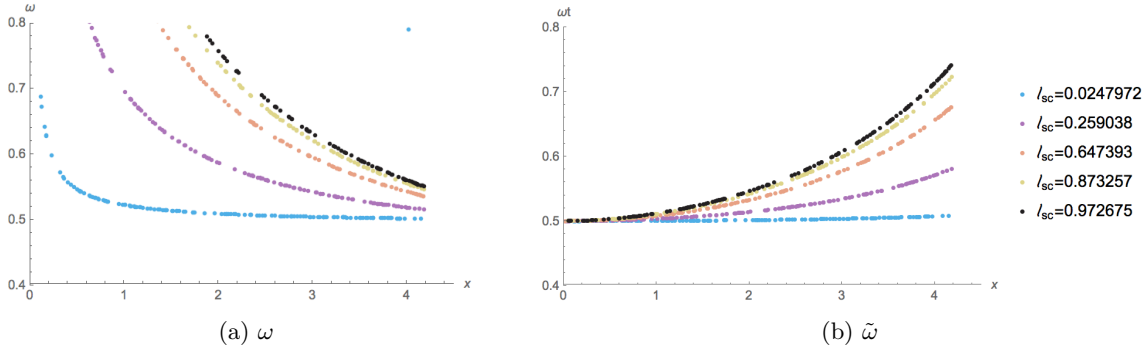 ω
0.8
0.7
0.6
0.5
0.4
0
1
2
3
4
x
(a) ω
ωt
0.8
0.7
0.6
0.5
0.4
0
1
2
3
4
x
(b) ω̃
lsc=0.0247972
lsc=0.259038
lsc=0.647393
lsc=0.873257
lsc=0.972675